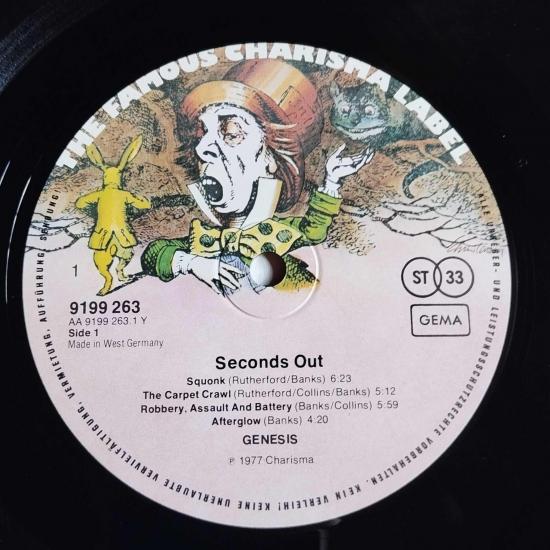 THE FAMOUS CHARISMA LABEL
1
ST 33
GEMA
9199 263
AA 9199 263.1 Y
Side 1
Made in West Germany
Seconds Out
Squonk (Rutherford/Banks) 6:23
The Carpet Crawl (Rutherford/Collins/Banks) 5:12
Robbery, Assault And Battery (Banks/Collins) 5:59
Afterglow (Banks) 4:20
GENESIS
℗ 1977 Charisma
ALLE URHEBER- UND LEISTUNGSSCHUTZRECHTE VORBEHALTEN. KEIN VERLEIH! KEINE UNERLAUBTE VERVIELFÄLTIGUNG, VERMIETUNG, AUFFÜHRUNG, SENDUNG!